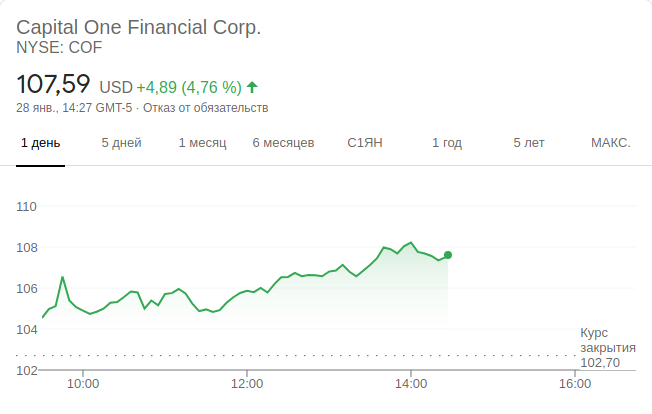 Capital One Financial Corp.
NYSE: COF
107,59 USD +4,89 (4,76 %)
28 янв., 14:27 GMT-5 · Отказ от обязательств
1 день 5 дней 1 месяц 6 месяцев С1ЯН 1 год 5 лет МАКС.
110
108
106
104
Курс
закрытия
102,70
102
10:00 12:00 14:00 16:00